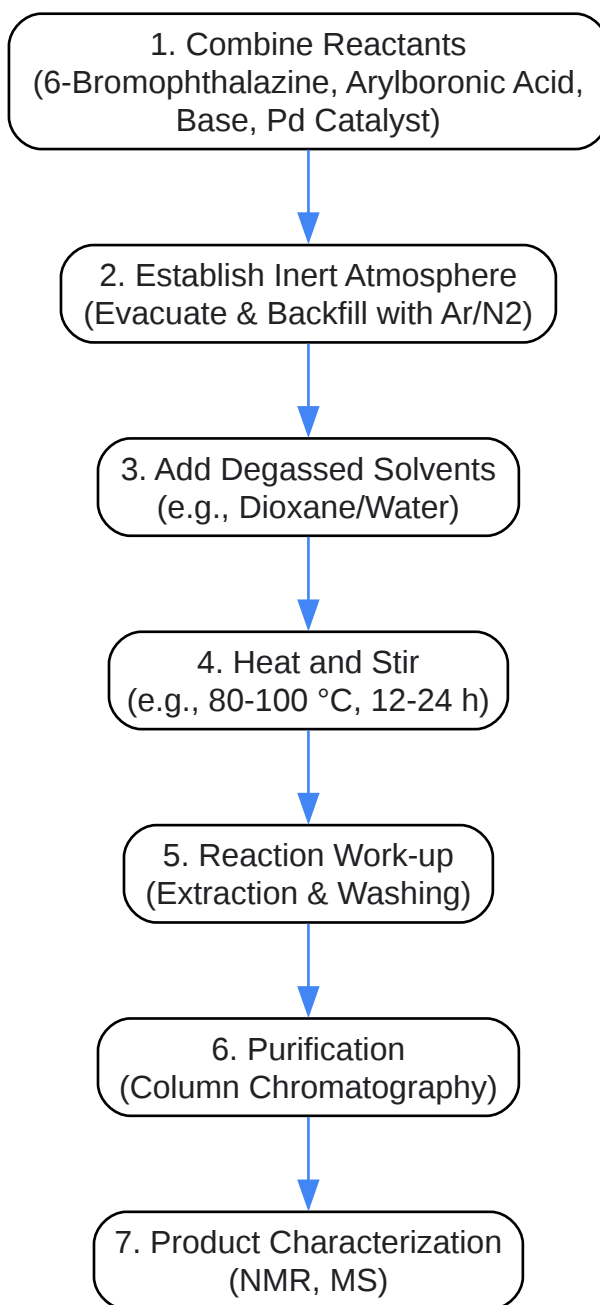 1. Combine Reactants
(6-Bromophthalazine, Arylboronic Acid,
Base, Pd Catalyst)
2. Establish Inert Atmosphere
(Evacuate & Backfill with Ar/N2)
3. Add Degassed Solvents
(e.g., Dioxane/Water)
4. Heat and Stir
(e.g., 80-100 °C, 12-24 h)
5. Reaction Work-up
(Extraction & Washing)
6. Purification
(Column Chromatography)
7. Product Characterization
(NMR, MS)